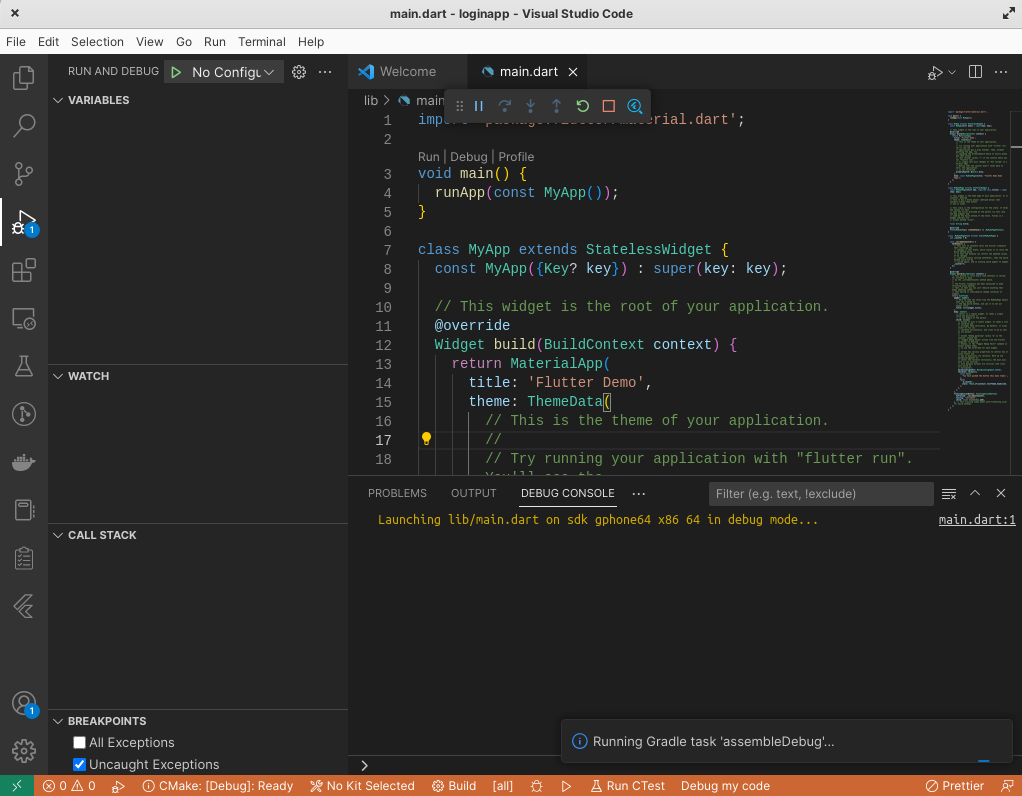 main.dart - loginapp - Visual Studio Code
File Edit Selection View Go Run Terminal Help
RUN AND DEBUG No Configu
Welcome main.dart
VARIABLES
lib main
1 material.dart';
2
Run | Debug | Profile
3 void main() {
4 runApp(const MyApp());
5 }
6
7 class MyApp extends StatelessWidget {
8 const MyApp({Key? key}) : super(key: key);
9
10 // This widget is the root of your application.
11 @override
12 Widget build(BuildContext context) {
13 return MaterialApp(
14 title: 'Flutter Demo',
15 theme: ThemeData(
16 // This is the theme of your application.
17 //
18 // Try running your application with "flutter run".
WATCH
CALL STACK
BREAKPOINTS
All Exceptions
Uncaught Exceptions
1
1
PROBLEMS OUTPUT DEBUG CONSOLE Filter (e.g. text, !exclude)
Launching lib/main.dart on sdk gphone64 x86 64 in debug mode... main.dart:1
Running Gradle task 'assembleDebug'...
0 0 CMake: [Debug]: Ready No Kit Selected Build [all] Run CTest Debug my code Prettier